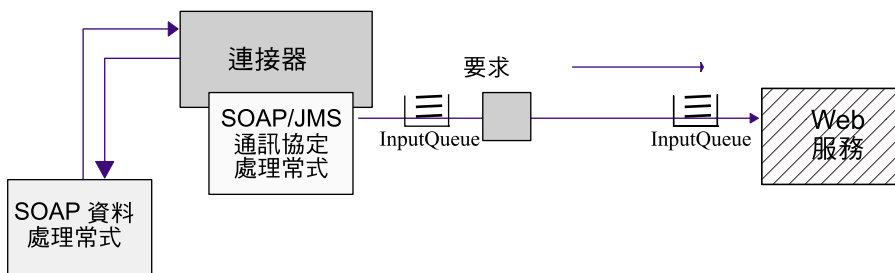 連接器
要求
SOAP/JMS
通訊協定
處理常式
InputQueue
InputQueue
Web
服務
SOAP 資料
處理常式